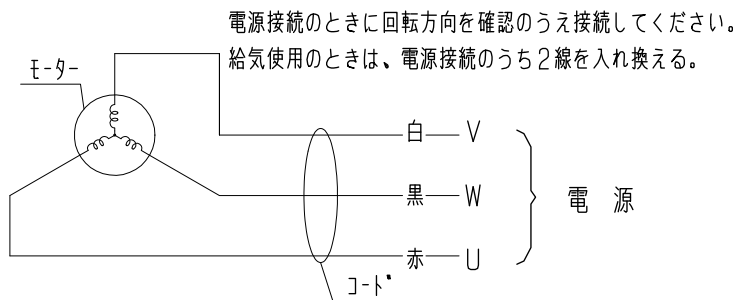 電源接続のときに回転方向を確認のうえ接続してください。
給気使用のときは、電源接続のうち2線を入れ換える。
モーター
白 V
黒 W 電 源
赤 U
コード